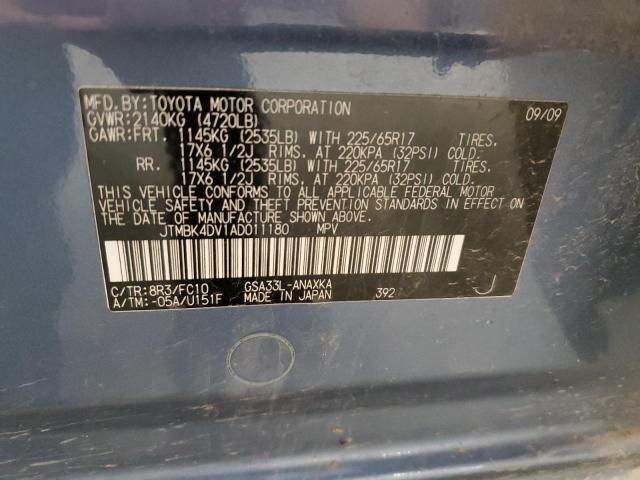 MFD.BY:TOYOTA MOTOR CORPORATION 09/09
GVWR:2140KG (4720LB)
GAWR:FRT. 1145KG (2535LB) WITH 225/65R17 TIRES.
17X6 1/2J RIMS. AT 220KPA (32PSI) COLD.
RR. 1145KG (2535LB) WITH 225/65R17 TIRES.
17X6 1/2J RIMS. AT 220KPA (32PSI) COLD.
THIS VEHICLE CONFORMS TO ALL APPLICABLE FEDERAL MOTOR
VEHICLE SAFETY AND THEFT PREVENTION STANDARDS IN EFFECT ON
THE DATE OF MANUFACTURE SHOWN ABOVE.
JTMBK4DV1AD011180 MPV
C/TR:8R3/FC10 GSA33L-ANAXKA
A/TM:-05A/U151F MADE IN JAPAN 392 J